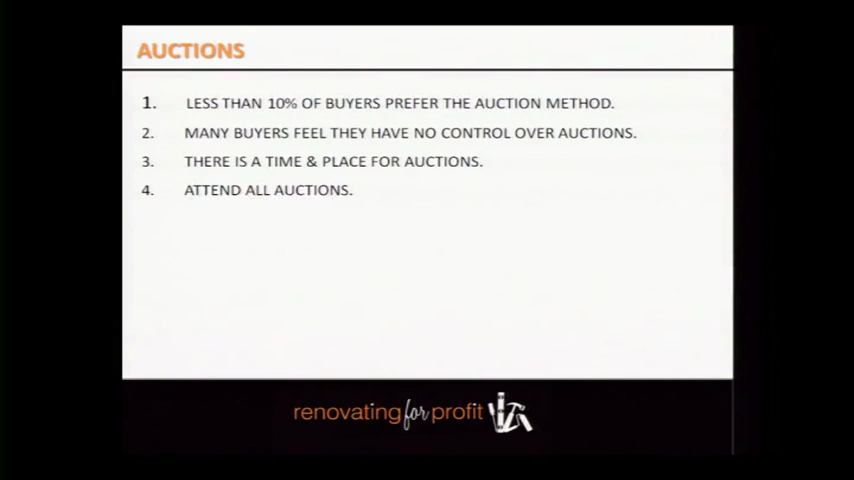 AUCTIONS
1. LESS THAN 10% OF BUYERS PREFER THE AUCTION METHOD.
2. MANY BUYERS FEEL THEY HAVE NO CONTROL OVER AUCTIONS.
3. THERE IS A TIME & PLACE FOR AUCTIONS.
4. ATTEND ALL AUCTIONS.
renovating for profit